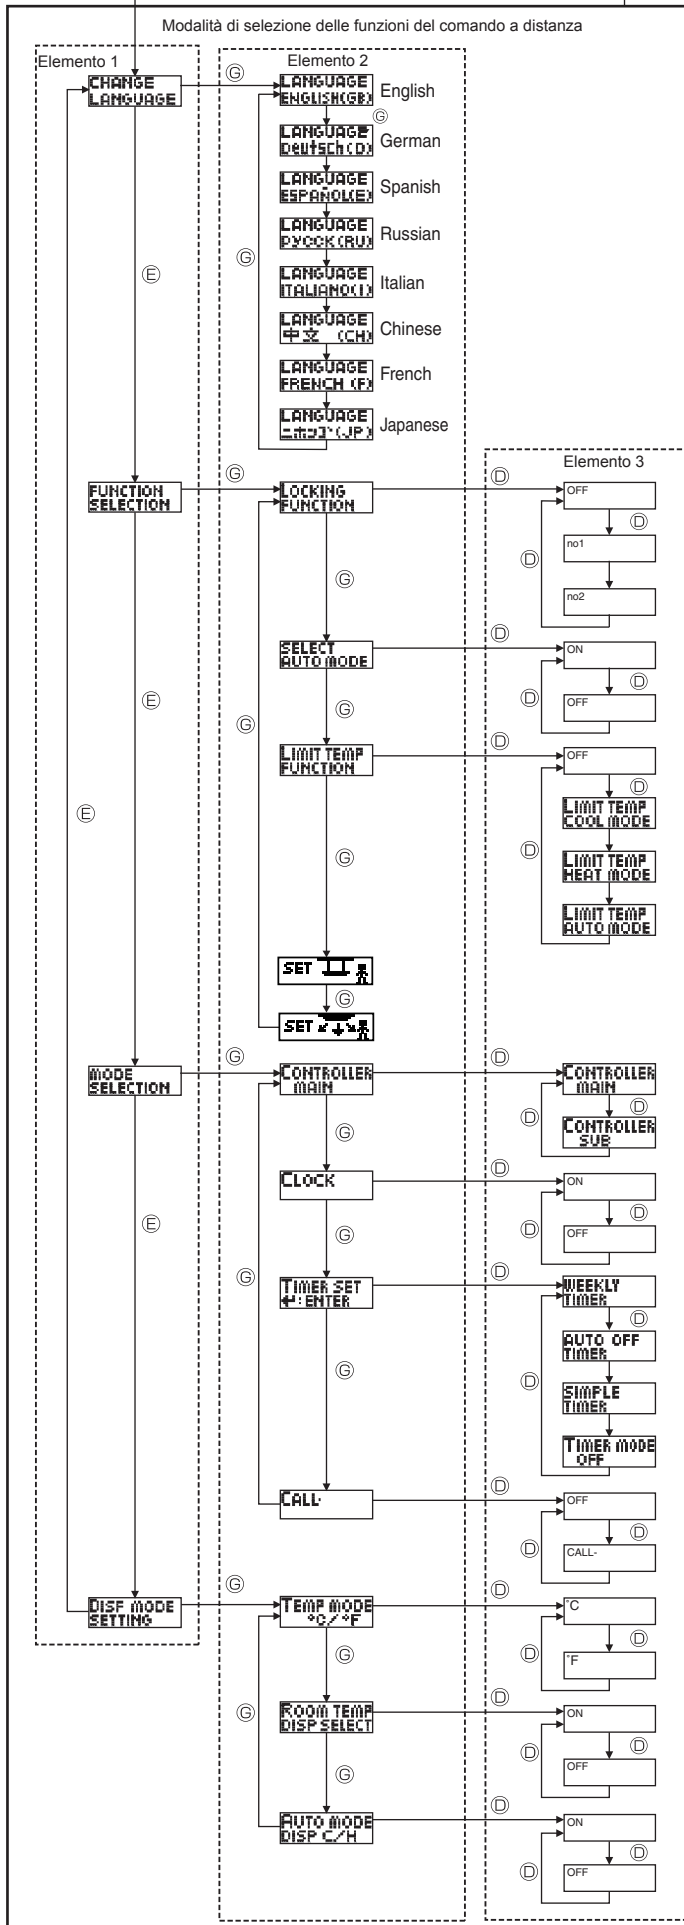 Modalità di selezione delle funzioni del comando a distanza
Elemento 1
CHANGE
LANGUAGE
Ⓔ
FUNCTION
SELECTION
Ⓔ
Ⓔ
MODE
SELECTION
Ⓔ
DISP MODE
SETTING
Elemento 2
Ⓖ
LANGUAGE
ENGLISH(GB)
English
Ⓖ
LANGUAGE
Deutsch(D)
German
LANGUAGE
ESPAÑOL(E)
Spanish
LANGUAGE
РУССК(RU)
Russian
Ⓖ
LANGUAGE
ITALIANO(I)
Italian
LANGUAGE
中文 (CH)
Chinese
LANGUAGE
FRENCH (F)
French
LANGUAGE
ニホンゴ(JP)
Japanese
Ⓖ
LOCKING
FUNCTION
Ⓖ
SELECT
AUTO MODE
Ⓖ
Ⓖ
LIMIT TEMP
FUNCTION
Ⓖ
SET
Ⓖ
SET
Ⓖ
CONTROLLER
MAIN
Ⓖ
CLOCK
Ⓖ
Ⓖ
TIMER SET
↵:ENTER
Ⓖ
CALL-
Ⓖ
TEMP MODE
°C/°F
Ⓖ
Ⓖ
ROOM TEMP
DISP SELECT
Ⓖ
AUTO MODE
DISP C/H
Elemento 3
Ⓓ
OFF
Ⓓ
Ⓓ
no1
no2
Ⓓ
ON
Ⓓ
Ⓓ
OFF
Ⓓ
OFF
Ⓓ
LIMIT TEMP
COOL MODE
Ⓓ
LIMIT TEMP
HEAT MODE
LIMIT TEMP
AUTO MODE
Ⓓ
CONTROLLER
MAIN
Ⓓ
Ⓓ
CONTROLLER
SUB
Ⓓ
ON
Ⓓ
Ⓓ
OFF
Ⓓ
WEEKLY
TIMER
Ⓓ
AUTO OFF
TIMER
Ⓓ
SIMPLE
TIMER
TIMER MODE
OFF
Ⓓ
OFF
Ⓓ
Ⓓ
CALL-
Ⓓ
°C
Ⓓ
Ⓓ
°F
Ⓓ
ON
Ⓓ
Ⓓ
OFF
Ⓓ
ON
Ⓓ
Ⓓ
OFF